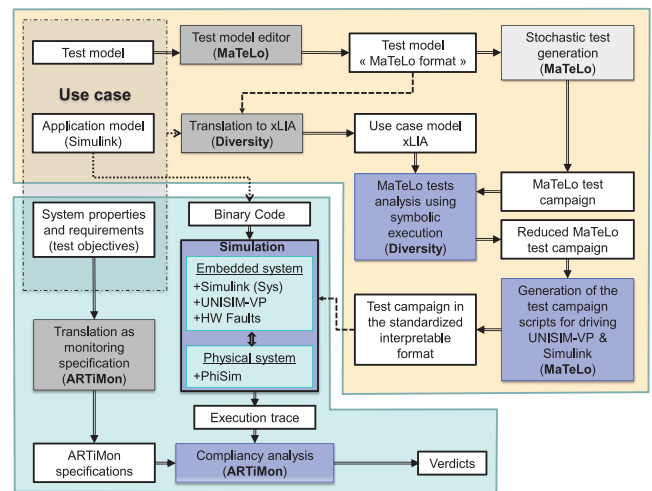 Test model
Test model editor
(MaTeLo)
Test model
« MaTeLo format »
Stochastic test
generation
(MaTeLo)
Use case
Application model
(Simulink)
Translation to xLIA
(Diversity)
Use case model
xLIA
MaTeLo tests
analysis using
symbolic
execution
(Diversity)
MaTeLo test
campaign
System properties
and requirements
(test objectives)
Binary Code
Reduced MaTeLo
test campaign
Simulation
Embedded system
+Simulink (Sys)
+UNISIM-VP
+HW Faults
Physical system
+PhiSim
Test campaign in
the standardized
interpretable
format
Generation of the
test campaign
scripts for driving
UNISIM-VP &
Simulink
(MaTeLo)
Translation as
monitoring
specification
(ARTiMon)
Execution trace
ARTiMon
specifications
Compliancy analysis
(ARTiMon)
Verdicts